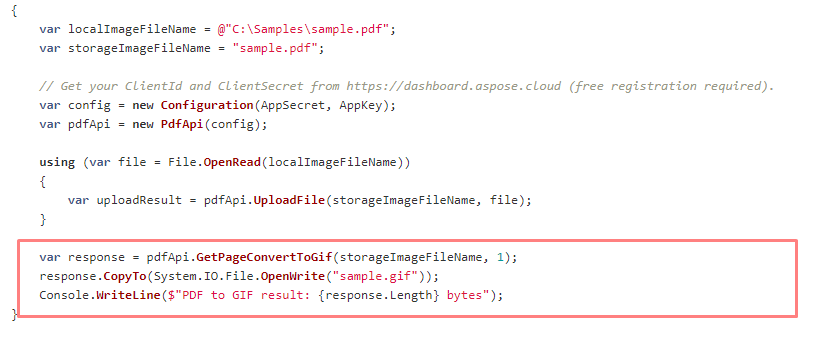 {
var localImageFileName = @"C:\Samples\sample.pdf";
var storageImageFileName = "sample.pdf";
// Get your ClientId and ClientSecret from https://dashboard.aspose.cloud (free registration required).
var config = new Configuration(AppSecret, AppKey);
var pdfApi = new PdfApi(config);
using (var file = File.OpenRead(localImageFileName))
{
var uploadResult = pdfApi.UploadFile(storageImageFileName, file);
}
var response = pdfApi.GetPageConvertToGif(storageImageFileName, 1);
response.CopyTo(System.IO.File.OpenWrite("sample.gif"));
Console.WriteLine($"PDF to GIF result: {response.Length} bytes");
}